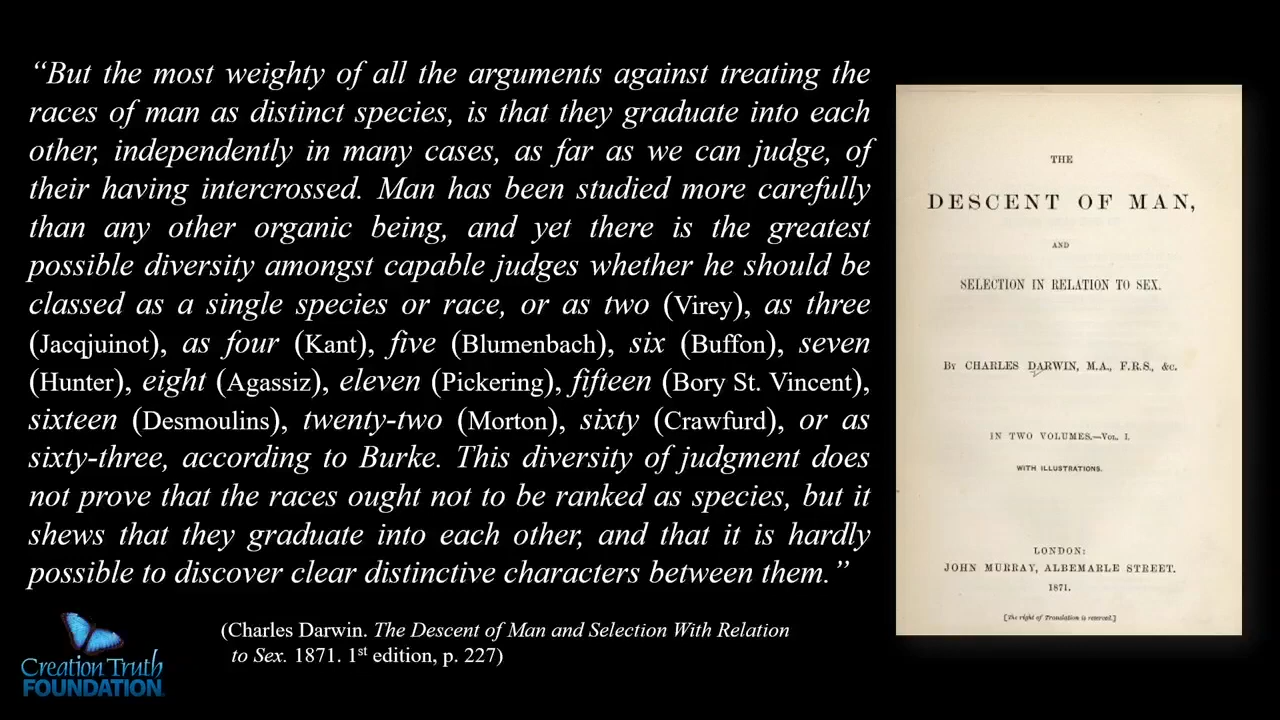 “But the most weighty of all the arguments against treating the
races of man as distinct species, is that they graduate into each
other, independently in many cases, as far as we can judge, of
their having intercrossed. Man has been studied more carefully
than any other organic being, and yet there is the greatest
possible diversity amongst capable judges whether he should be
classed as a single species or race, or as two (Virey), as three
(Jacqjuinot), as four (Kant), five (Blumenbach), six (Buffon), seven
(Hunter), eight (Agassiz), eleven (Pickering), fifteen (Bory St. Vincent),
sixteen (Desmoulins), twenty-two (Morton), sixty (Crawfurd), or as
sixty-three, according to Burke. This diversity of judgment does
not prove that the races ought not to be ranked as species, but it
shews that they graduate into each other, and that it is hardly
possible to discover clear distinctive characters between them.”
(Charles Darwin. The Descent of Man and Selection With Relation
to Sex. 1871. 1st edition, p. 227)
Creation Truth
FOUNDATION
THE
DESCENT OF MAN,
AND
SELECTION IN RELATION TO SEX.
By CHARLES DARWIN, M.A., F.R.S., &c.
IN TWO VOLUMES.—Vol. I.
WITH ILLUSTRATIONS.
LONDON:
JOHN MURRAY, ALBEMARLE STREET.
1871.
[The right of Translation is reserved.]